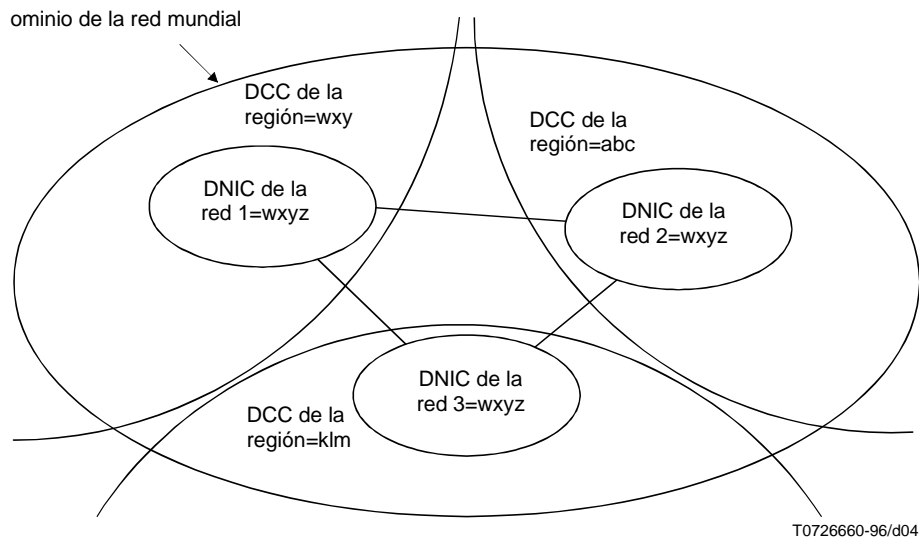 ominio de la red mundial
DCC de la
región=wxy
DCC de la
región=abc
DNIC de la
red 1=wxyz
DNIC de la
red 2=wxyz
DNIC de la
red 3=wxyz
DCC de la
región=klm
T0726660-96/d04